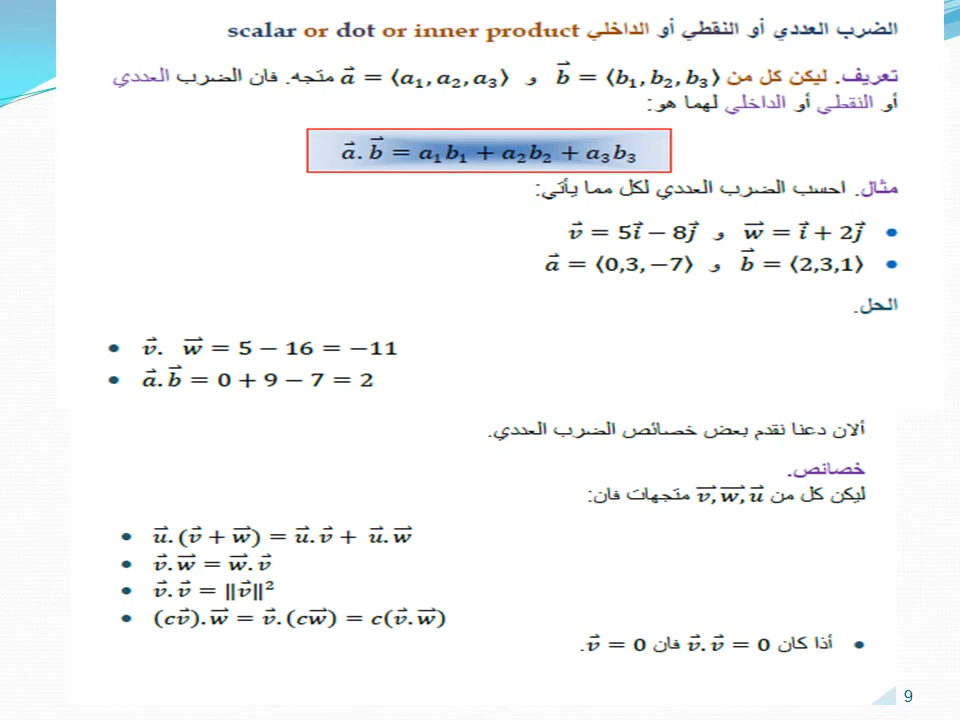 الضرب العددي أو النقطي أو الداخلي scalar or dot or inner product
تعريف. ليكن كل من b⃗ = ⟨b₁, b₂, b₃⟩ و a⃗ = ⟨a₁, a₂, a₃⟩ متجه. فان الضرب العددي
أو النقطي أو الداخلي لهما هو:
a⃗. b⃗ = a₁b₁ + a₂b₂ + a₃b₃
مثال. احسب الضرب العددي لكل مما يأتي:
• v⃗ = 5i⃗ − 8j⃗ و w⃗ = i⃗ + 2j⃗
• a⃗ = ⟨0,3, −7⟩ و b⃗ = ⟨2,3,1⟩
الحل.
• v⃗. w⃗ = 5 − 16 = −11
• a⃗. b⃗ = 0 + 9 − 7 = 2
ألان دعنا نقدم بعض خصائص الضرب العددي.
خصائص.
ليكن كل من v⃗, w⃗, u⃗ متجهات فان:
• u⃗. (v⃗ + w⃗) = u⃗. v⃗ + u⃗. w⃗
• v⃗. w⃗ = w⃗. v⃗
• v⃗. v⃗ = ‖v⃗‖²
• (cv⃗). w⃗ = v⃗. (cw⃗) = c(v⃗. w⃗)
• أذا كان v⃗. v⃗ = 0 فان v⃗ = 0.
9